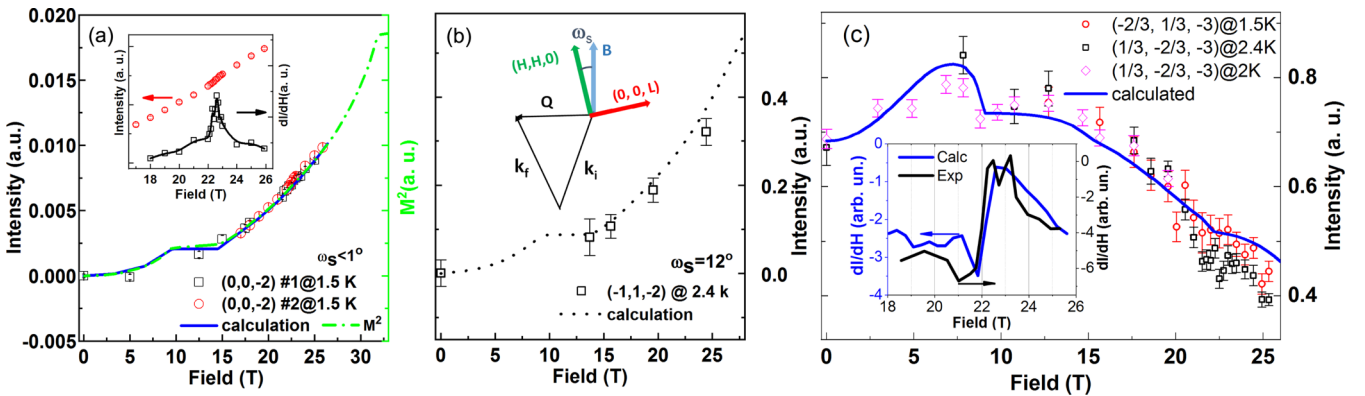 (a)
0.020
0.015
0.010
0.005
0.000
-0.005
Intensity (a.u.)
0 5 10 15 20 25 30
Field (T)
M²(a. u.)
Intensity (a. u.)
dI/dH(a. u.)
18 20 22 24 26
Field (T)
ωs<1°
(0,0,-2) #1@1.5 K
(0,0,-2) #2@1.5 K
calculation
M²
(b)
ωs
B
(H,H,0)
(0, 0, L)
Q
kf
ki
ωs=12°
(-1,1,-2) @ 2.4 k
calculation
0 5 10 15 20 25
Field (T)
0.4
0.2
0.0
Intensity (a.u.)
(c)
(-2/3, 1/3, -3)@1.5K
(1/3, -2/3, -3)@2.4K
(1/3, -2/3, -3)@2K
calculated
0.8
0.6
0.4
Intensity (a.u.)
0 5 10 15 20 25
Field (T)
Calc
Exp
0
-1
-2
-3
-4
dI/dH (arb. un.)
0
-2
-4
-6
dI/dH (arb. un.)
18 20 22 24 26
Field (T)